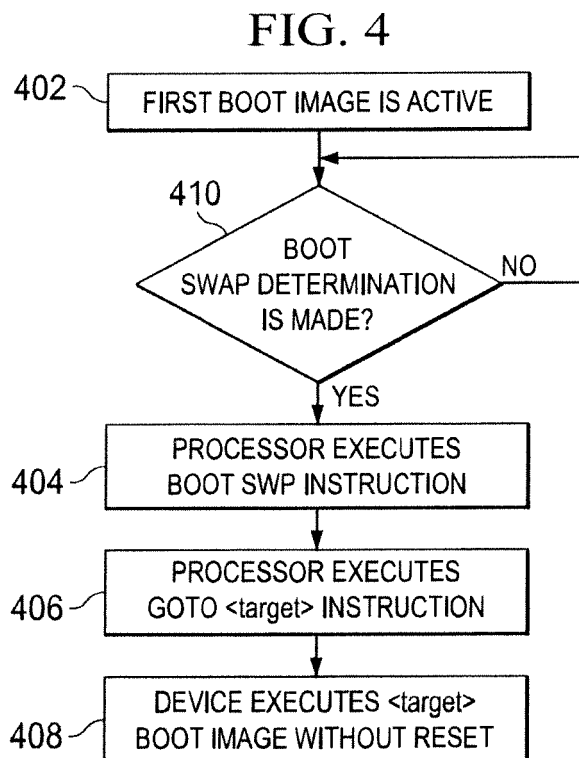 FIG. 4
402
FIRST BOOT IMAGE IS ACTIVE
410
BOOT
SWAP DETERMINATION
IS MADE?
NO
YES
404
PROCESSOR EXECUTES
BOOT SWP INSTRUCTION
406
PROCESSOR EXECUTES
GOTO <target> INSTRUCTION
408
DEVICE EXECUTES <target>
BOOT IMAGE WITHOUT RESET